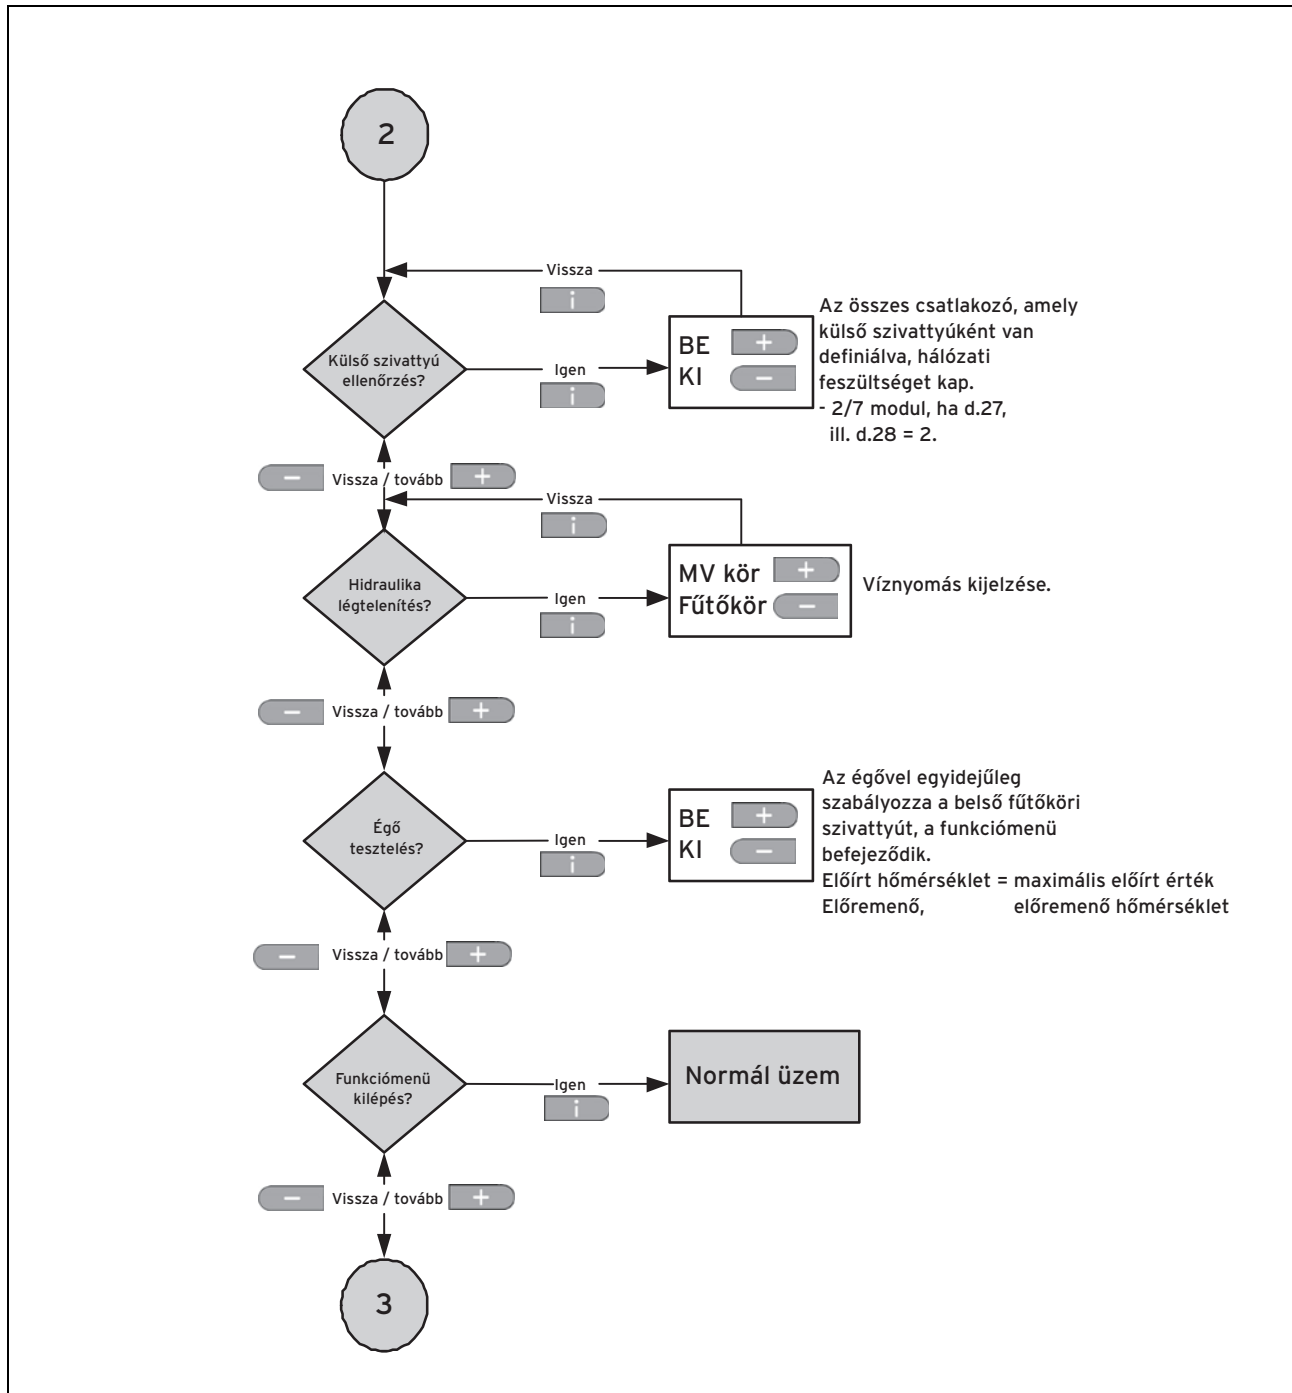 2
Vissza
i
Külső szivattyú
ellenőrzés?
Igen
i
BE +
KI −
Az összes csatlakozó, amely
külső szivattyúként van
definiálva, hálózati
feszültséget kap.
- 2/7 modul, ha d.27,
ill. d.28 = 2.
− Vissza / tovább +
Vissza
i
Hidraulika
légtelenítés?
Igen
i
MV kör +
Fűtőkör −
Víznyomás kijelzése.
− Vissza / tovább +
Égő
tesztelés?
Igen
i
BE +
KI −
Az égővel egyidejűleg
szabályozza a belső fűtőköri
szivattyút, a funkciómenü
befejeződik.
Előírt hőmérséklet = maximális előírt érték
Előremenő, előremenő hőmérséklet
− Vissza / tovább +
Funkciómenü
kilépés?
Igen
i
Normál üzem
− Vissza / tovább +
3